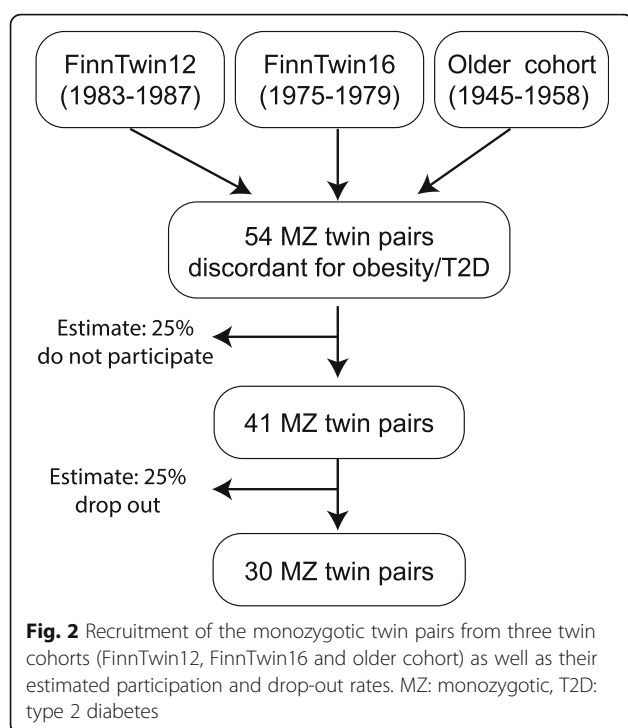 FinnTwin12
(1983-1987)
FinnTwin16
(1975-1979)
Older cohort
(1945-1958)
54 MZ twin pairs
discordant for obesity/T2D
Estimate: 25%
do not participate
41 MZ twin pairs
Estimate: 25%
drop out
30 MZ twin pairs
Fig. 2 Recruitment of the monozygotic twin pairs from three twin
cohorts (FinnTwin12, FinnTwin16 and older cohort) as well as their
estimated participation and drop-out rates. MZ: monozygotic, T2D:
type 2 diabetes